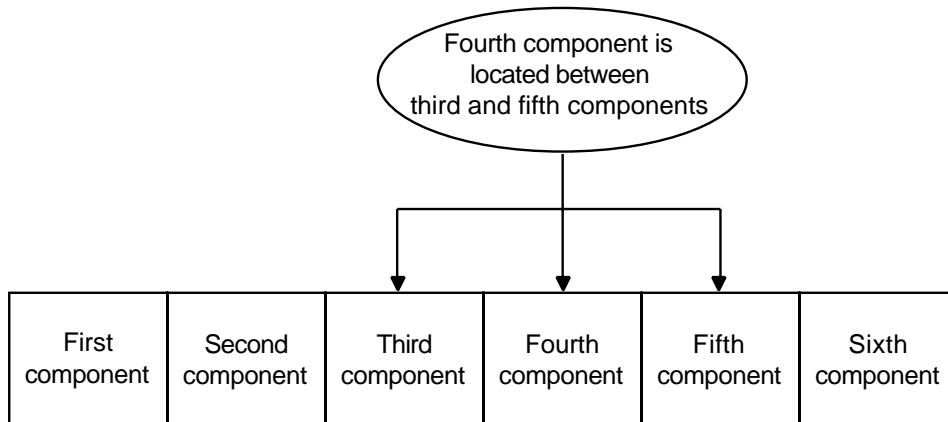 Fourth component is
located between
third and fifth components
First
component
Second
component
Third
component
Fourth
component
Fifth
component
Sixth
component